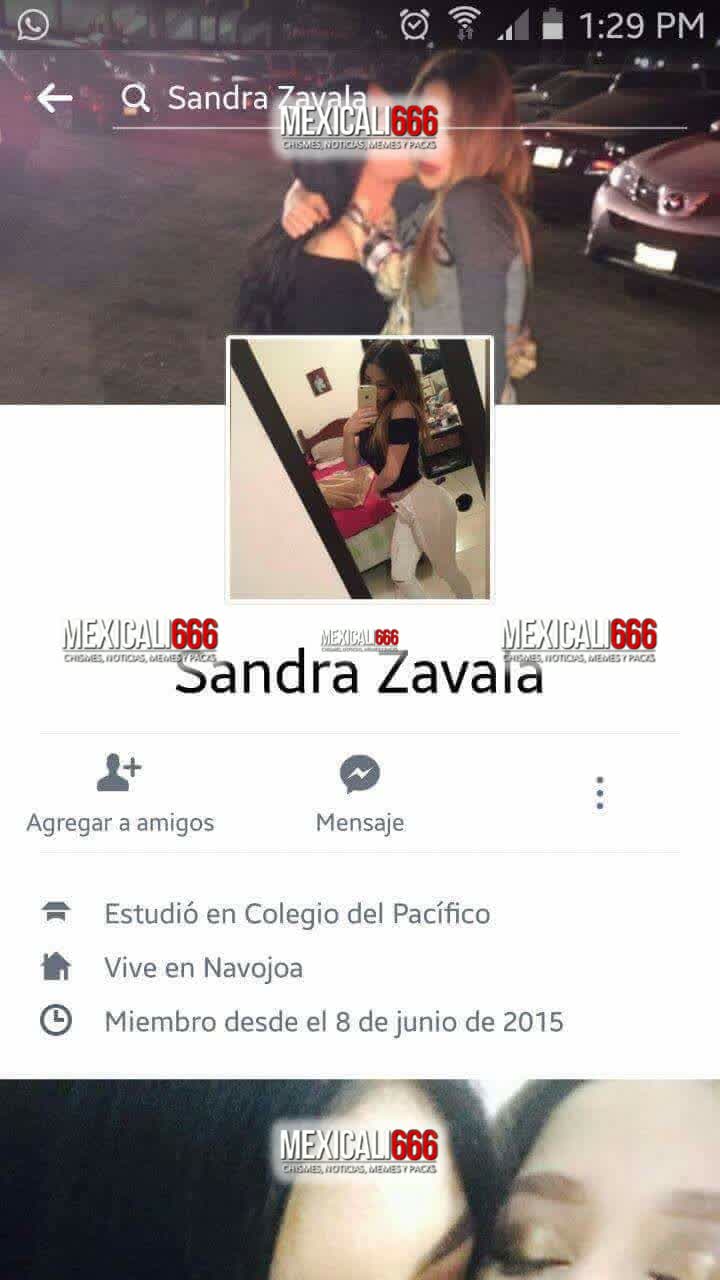 1:29 PM
Sandra Zavala
MEXICALI666
CHISMES, NOTICIAS, MEMES Y PACKS
MEXICALI666
CHISMES, NOTICIAS, MEMES Y PACKS
MEXICALI666
CHISMES, NOTICIAS, MEMES Y PACKS
MEXICALI666
CHISMES, NOTICIAS, MEMES Y PACKS
Sandra Zavala
Agregar a amigos
Mensaje
Estudió en Colegio del Pacífico
Vive en Navojoa
Miembro desde el 8 de junio de 2015
MEXICALI666
CHISMES, NOTICIAS, MEMES Y PACKS